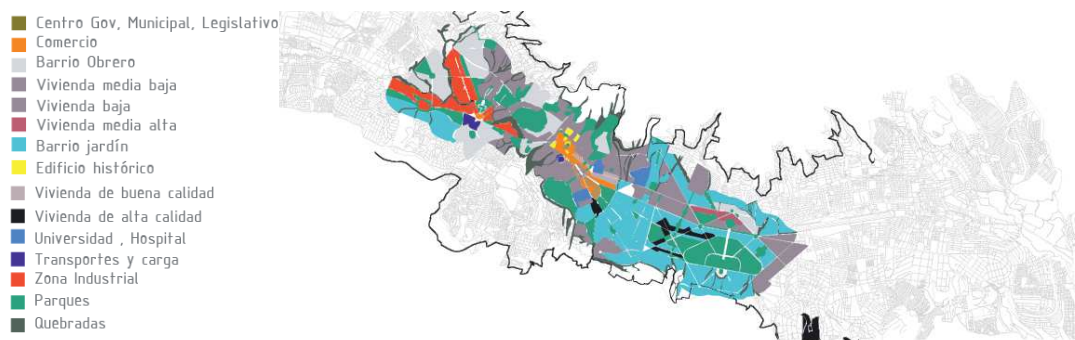 Centro Gov, Municipal, Legislativo
Comercio
Barrio Obrero
Vivienda media baja
Vivienda baja
Vivienda media alta
Barrio jardín
Edificio histórico
Vivienda de buena calidad
Vivienda de alta calidad
Universidad , Hospital
Transportes y carga
Zona Industrial
Parques
Quebradas